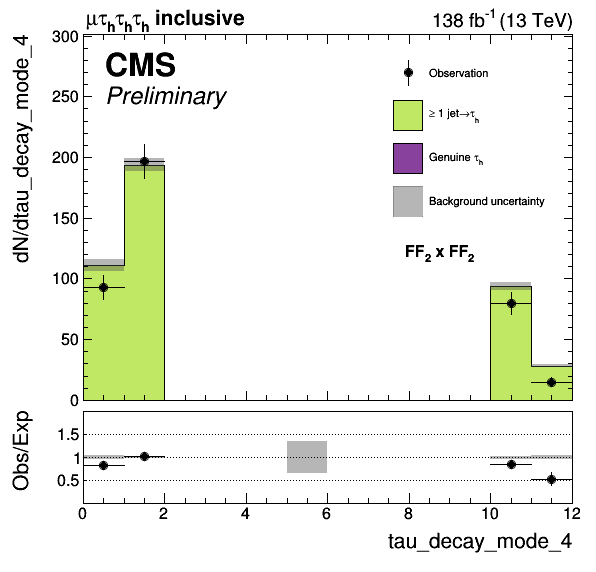 μτhτhτh inclusive
138 fb-1 (13 TeV)
CMS
Preliminary
Observation
≥ 1 jet→τh
Genuine τh
Background uncertainty
FF2 x FF2
dN/dtau_decay_mode_4
300
250
200
150
100
50
0
Obs/Exp
1.5
1
0.5
0 2 4 6 8 10 12
tau_decay_mode_4